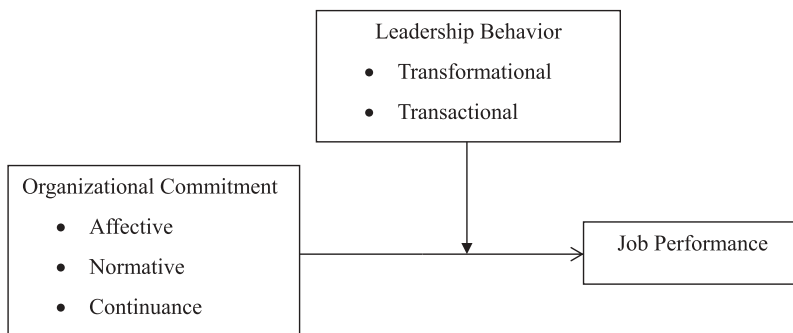 Leadership Behavior
• Transformational
• Transactional
Organizational Commitment
• Affective
• Normative
• Continuance
Job Performance